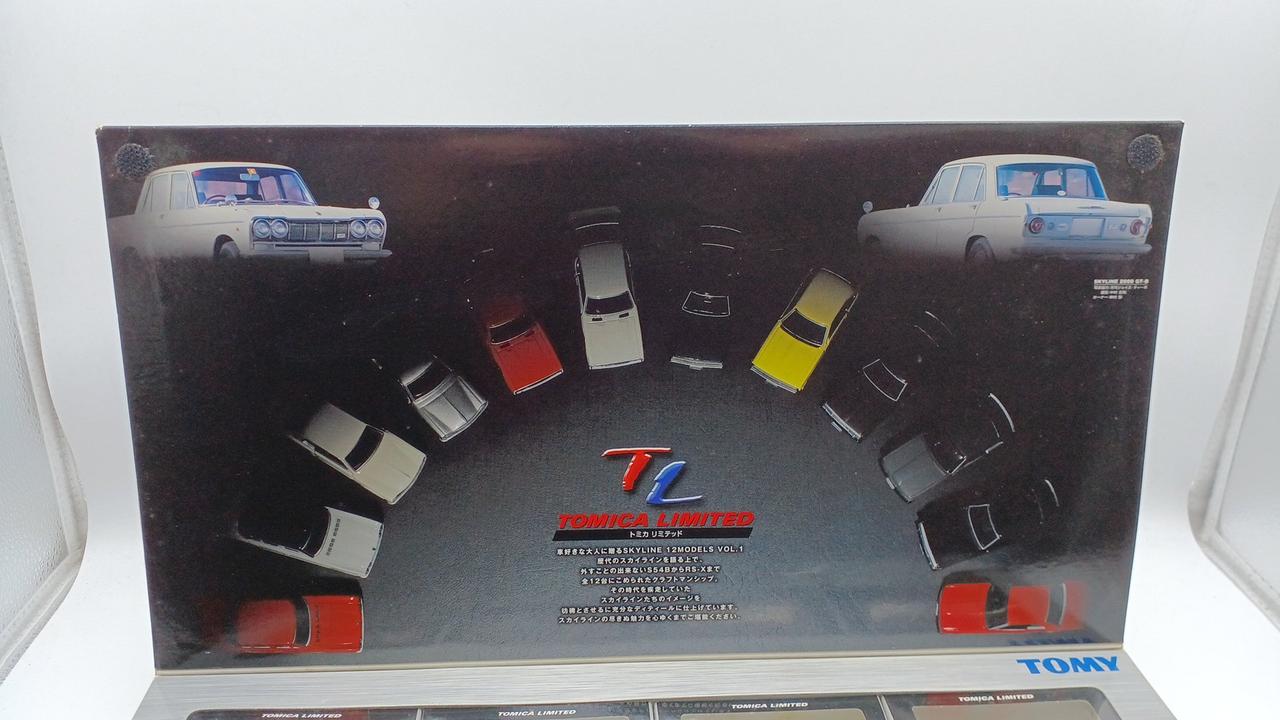 SKYLINE 2000 GT-B
TL
TOMICA LIMITED
トミカ リミテッド
車好きな大人に贈るSKYLINE 12MODELS VOL.1
歴代のスカイラインを語る上で、
外すことの出来ないS54BからRS-Xまで
全12台にこめられたクラフトマンシップ。
その時代を疾走していた
スカイラインたちのイメージを
彷彿とさせるに充分なディティールに仕上げています。
スカイラインの尽きぬ魅力を心ゆくまでご堪能ください。
TOMY
TOMICA LIMITED
TOMICA LIMITED
TOMICA LIMITED
TOMICA LIMITED